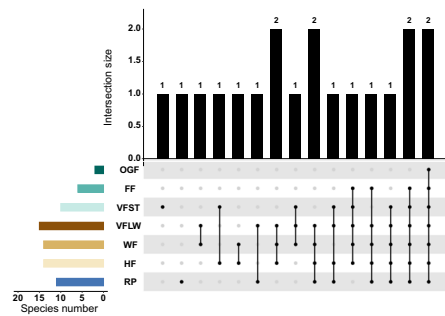 Intersection size
2.0
1.5
1.0
0.5
0.0
1 1 1 1 1 1 2 1 2 1 1 1 1 2 2
OGF
FF
VFST
VFLW
WF
HF
RP
20 15 10 5 0
Species number